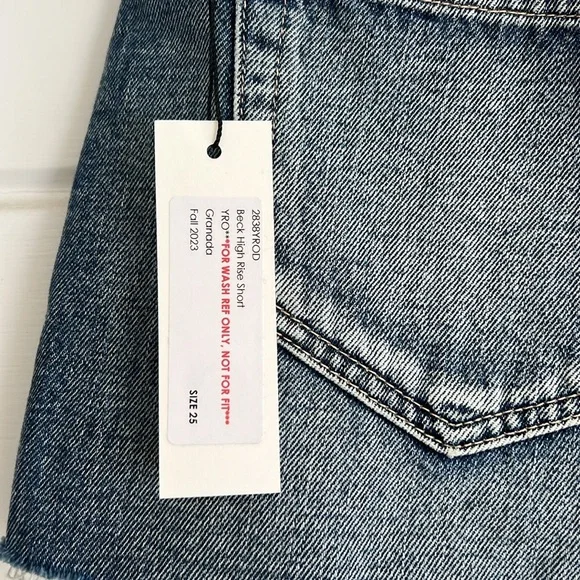 2838YROD
Beck High Rise Short
YRO***FOR WASH REF ONLY, NOT FOR FIT***
Granada
Fall 2023
SIZE 25